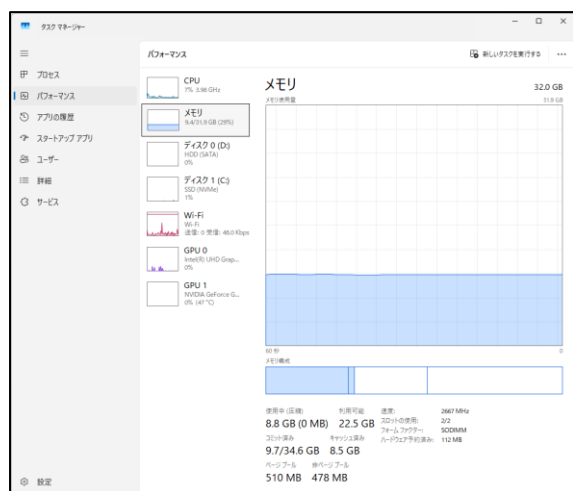 タスク マネージャー
パフォーマンス
新しいタスクを実行する
プロセス
パフォーマンス
アプリの履歴
スタートアップ アプリ
ユーザー
詳細
サービス
設定
CPU
7% 3.98 GHz
メモリ
9.4/31.9 GB (29%)
ディスク 0 (D:)
HDD (SATA)
0%
ディスク 1 (C:)
SSD (NVMe)
1%
Wi-Fi
Wi-Fi
送信: 0 受信: 48.0 Kbps
GPU 0
Intel(R) UHD Grap...
0%
GPU 1
NVIDIA GeForce G...
0% (47 °C)
メモリ 32.0 GB
メモリ使用量 31.9 GB
60 秒 0
メモリ構成
使用中 (圧縮) 利用可能
8.8 GB (0 MB) 22.5 GB
コミット済み キャッシュ済み
9.7/34.6 GB 8.5 GB
ページ プール 非ページ プール
510 MB 478 MB
速度: 2667 MHz
スロットの使用: 2/2
フォーム ファクター: SODIMM
ハードウェア予約済み: 112 MB